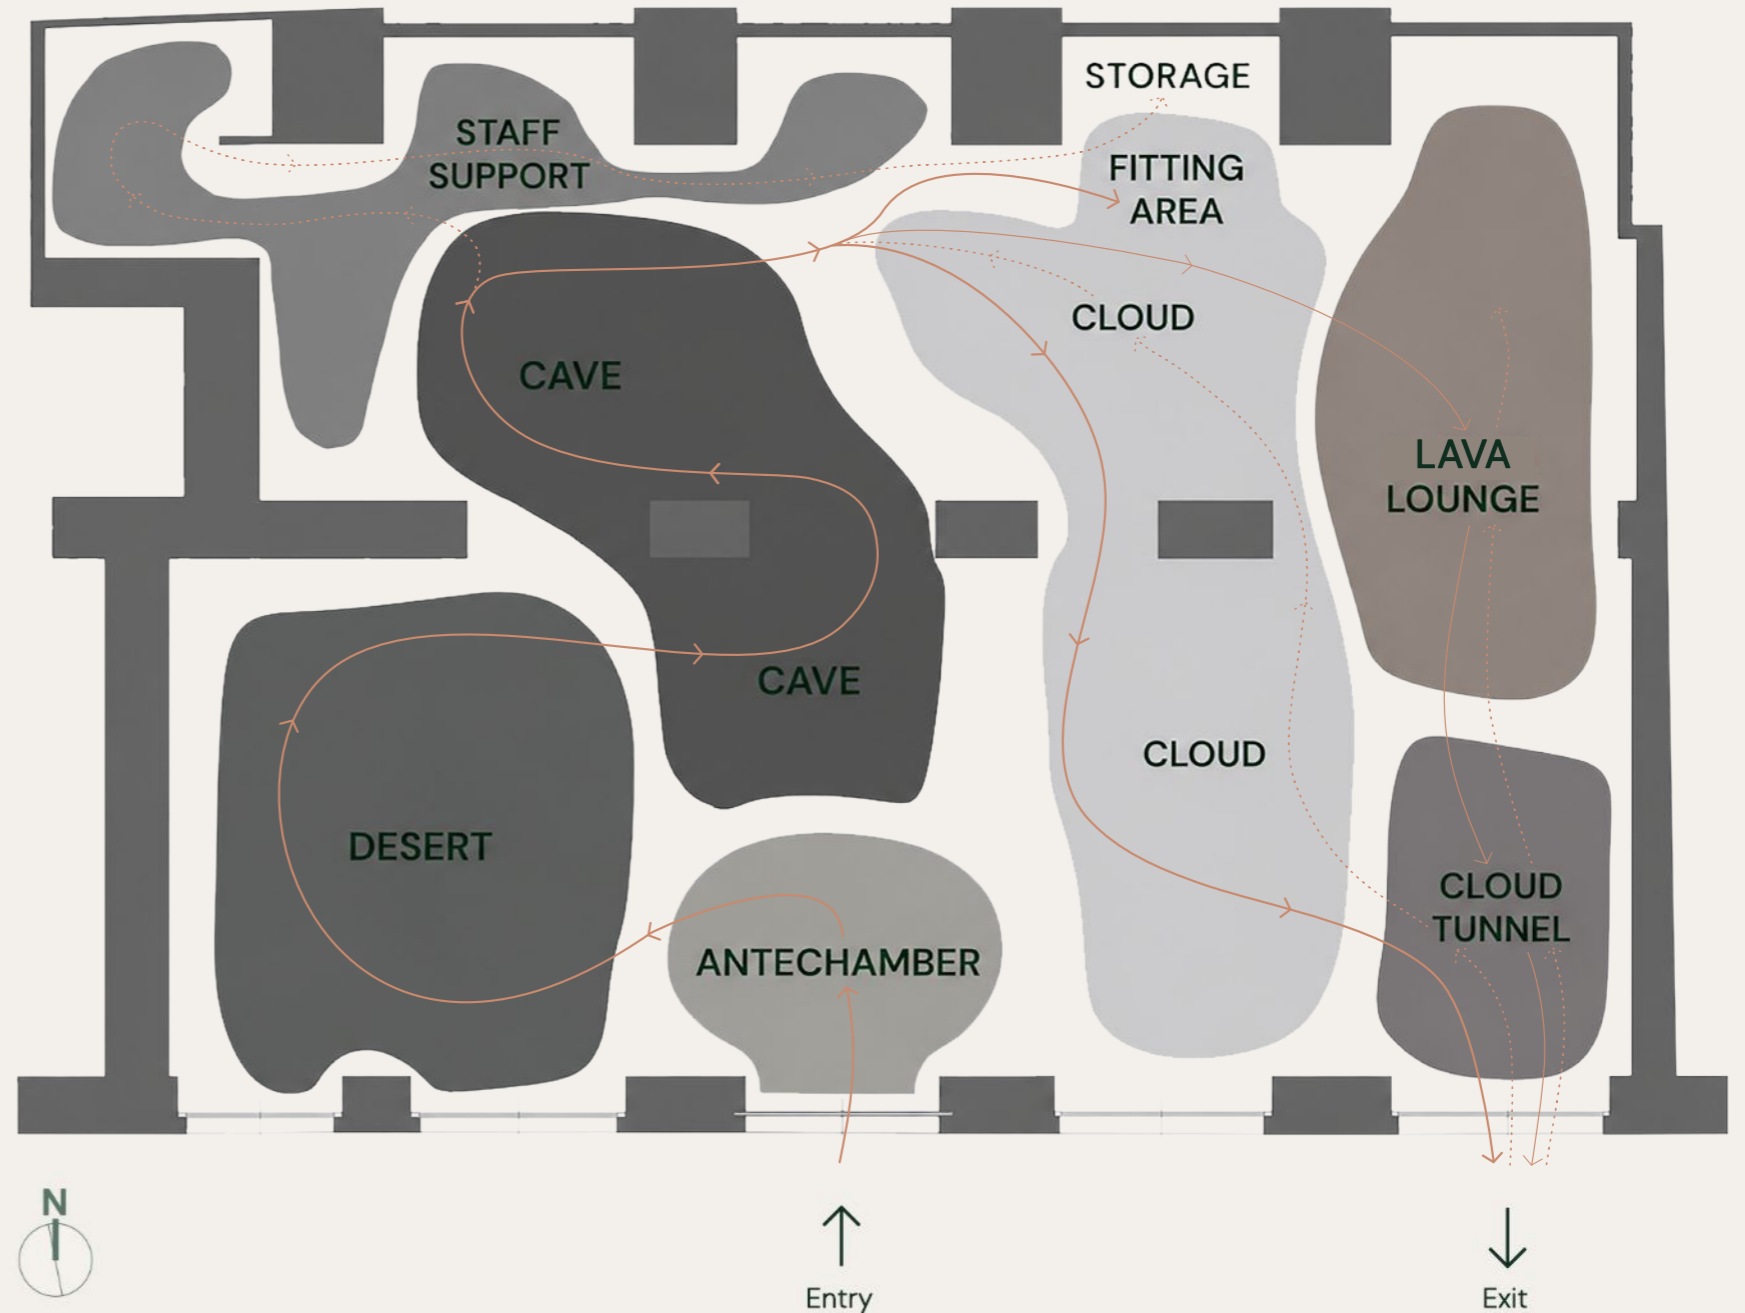 STORAGE
STAFF
SUPPORT
FITTING
AREA
CLOUD
CAVE
LAVA
LOUNGE
CAVE
CLOUD
DESERT
CLOUD
TUNNEL
ANTECHAMBER
N
Entry
Exit